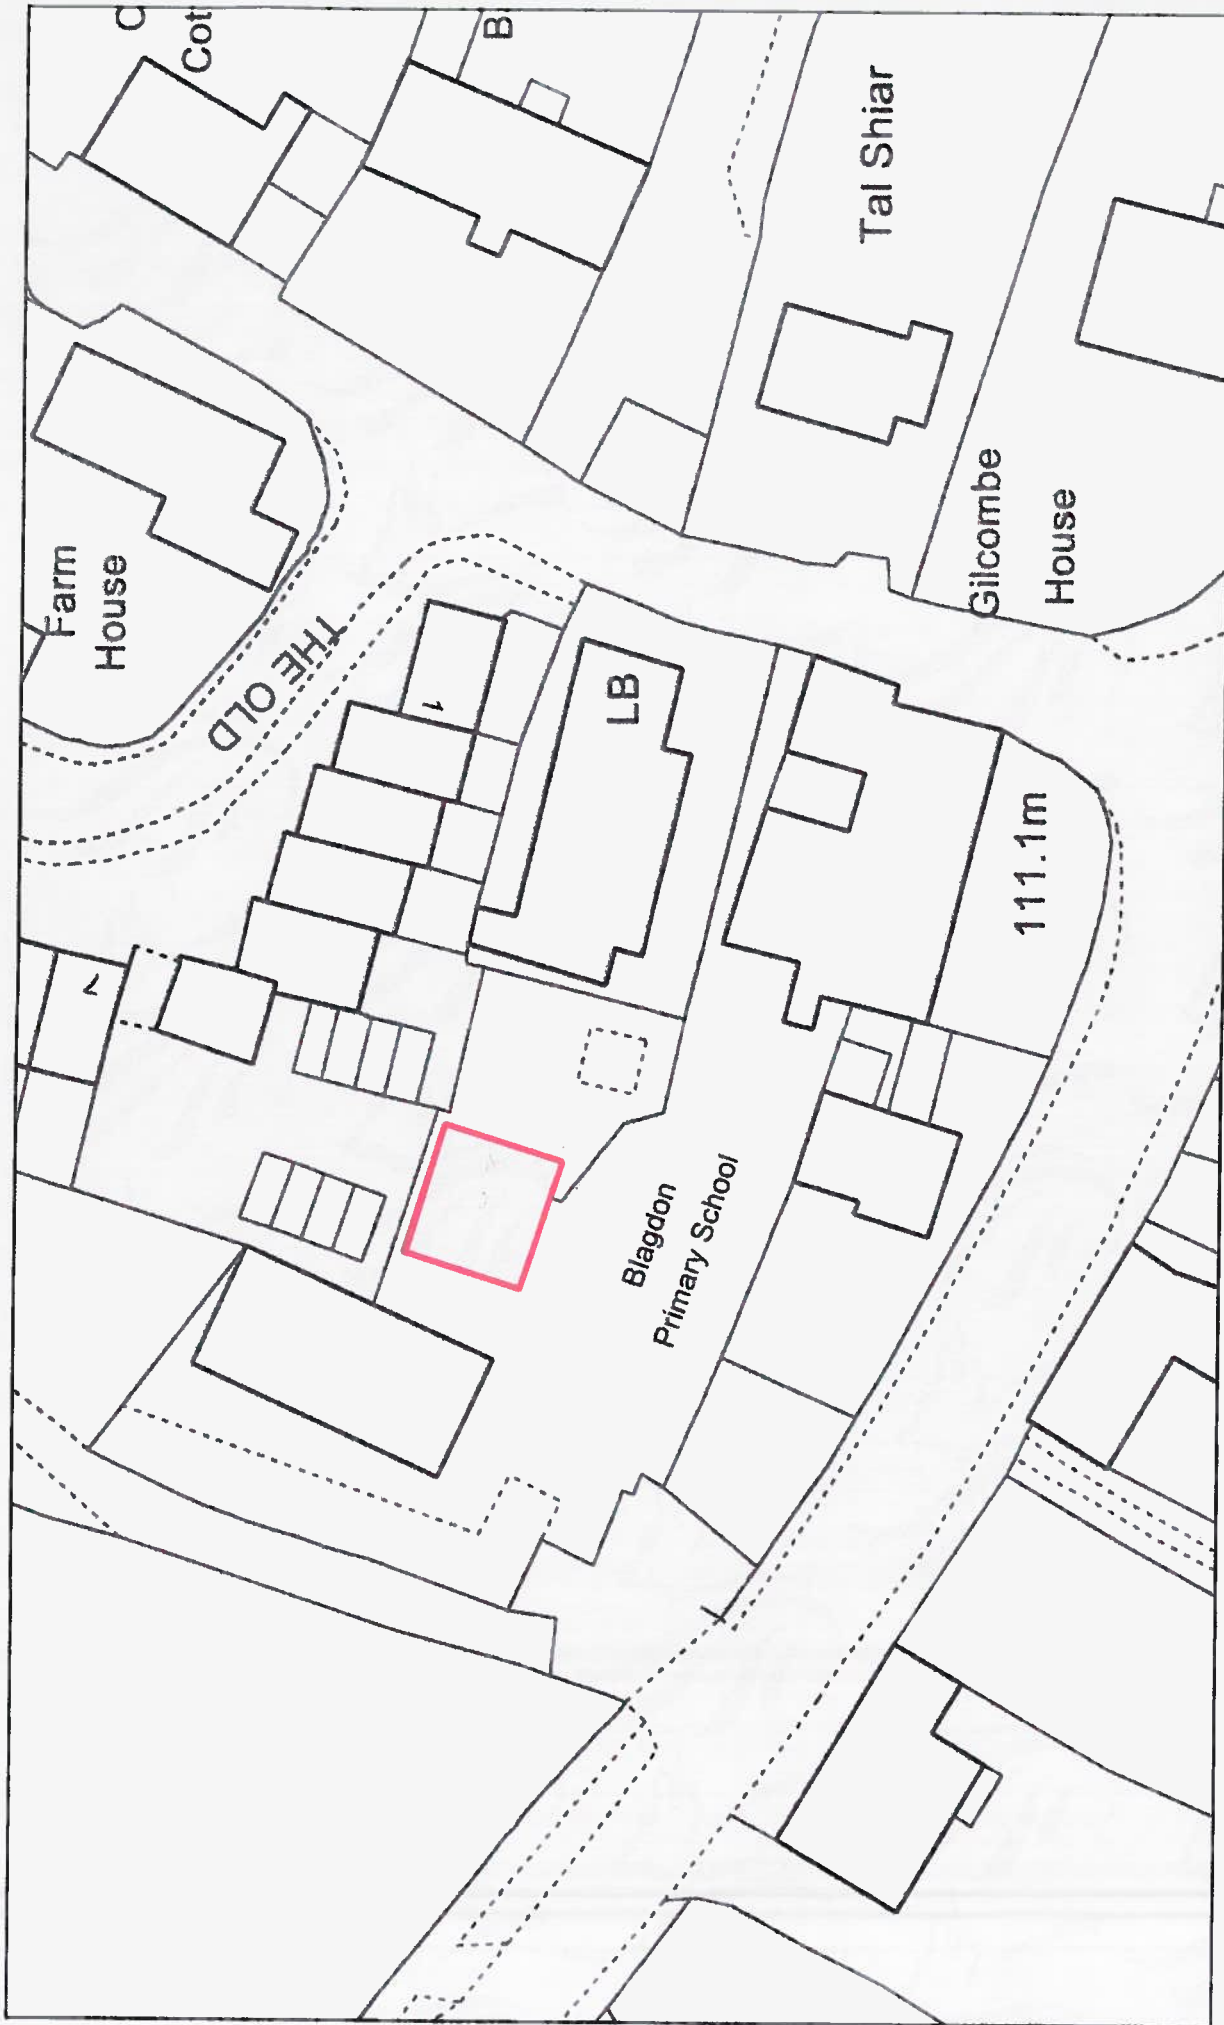 C
Cot
B
Tal Shiar
Farm
House
THE OLD
1
LB
Gilcombe
House
7
111.1m
Blagdon
Primary School